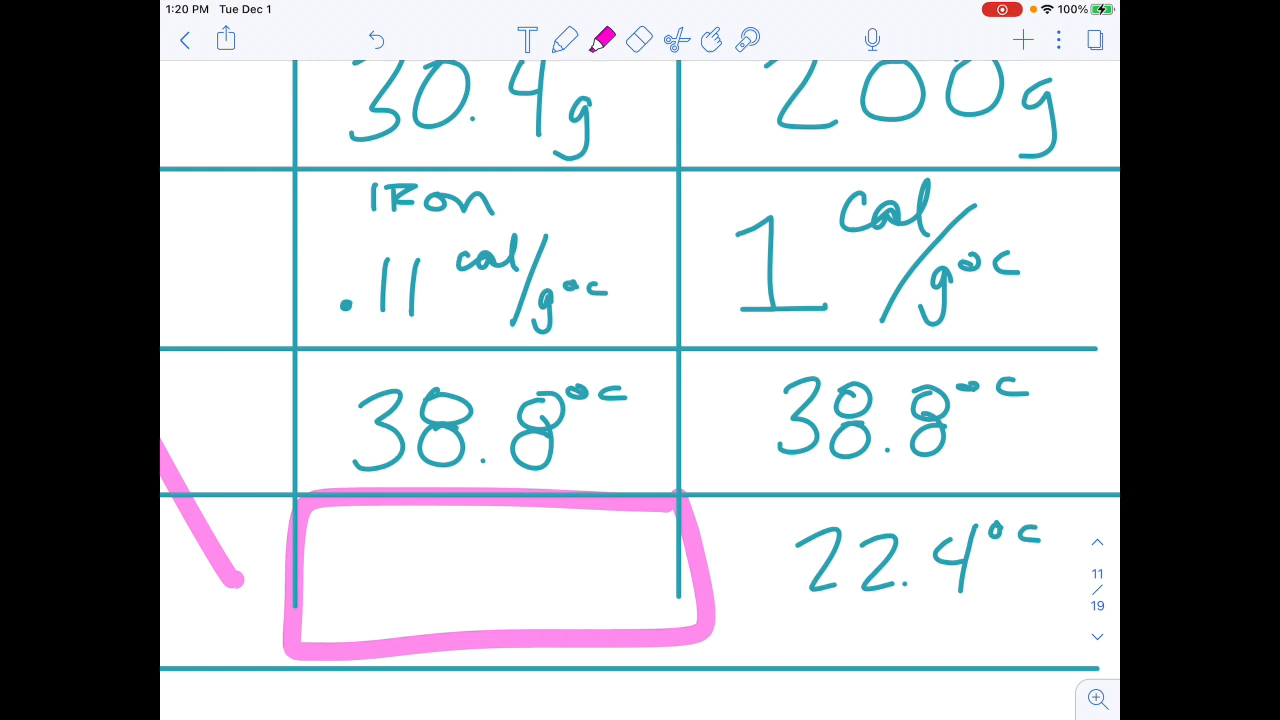 1:20 PM Tue Dec 1
100%
T
30.4g 200g
IRon
.11 cal/g°C 1 cal/g°C
38.8°C 38.8°C
22.4°C
11
/
19